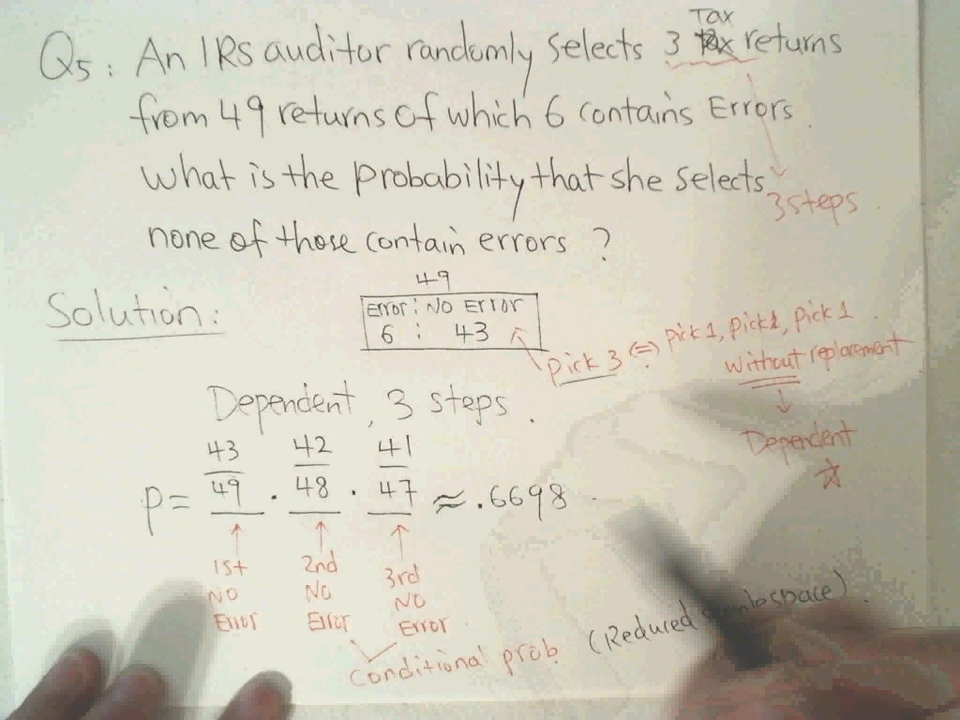 Q5: An IRS auditor randomly selects 3 Tax returns
from 49 returns of which 6 contains Errors
what is the probability that she selects
none of those contain errors ?
3 steps
Solution:
49
Error : NO Error
6 : 43
Pick 3 <=> pick 1, pick 1, pick 1
without replacement
Dependent
Dependent, 3 steps.
43 42 41
P = 49 . 48 . 47 ≈ .6698
1st 2nd 3rd
NO NO NO
Error Error Error
Conditional prob. (Reduced